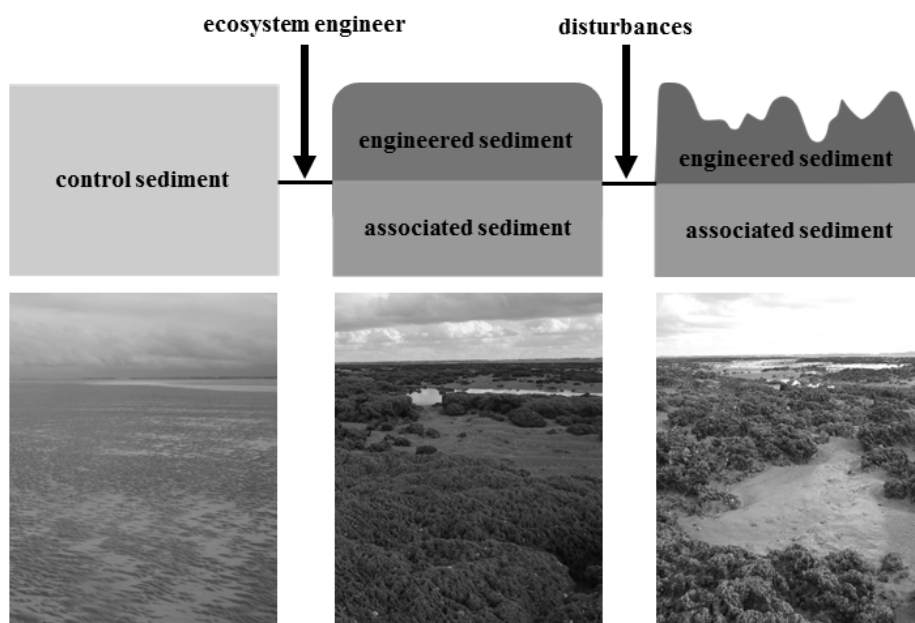 ecosystem engineer
disturbances
control sediment
engineered sediment
associated sediment
engineered sediment
associated sediment